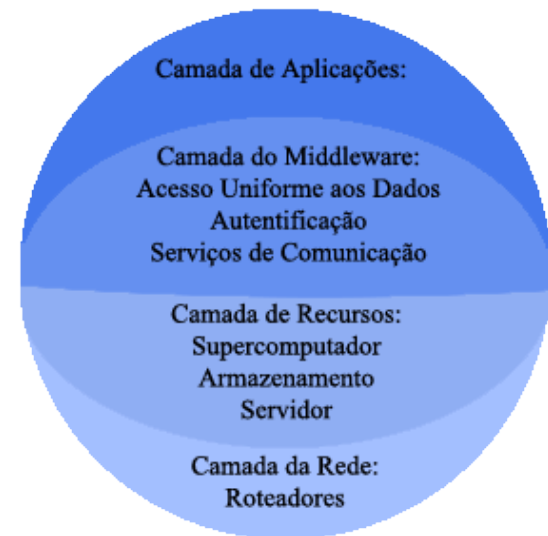 Camada de Aplicações:
Camada do Middleware:
Acesso Uniforme aos Dados
Autentificação
Serviços de Comunicação
Camada de Recursos:
Supercomputador
Armazenamento
Servidor
Camada da Rede:
Roteadores